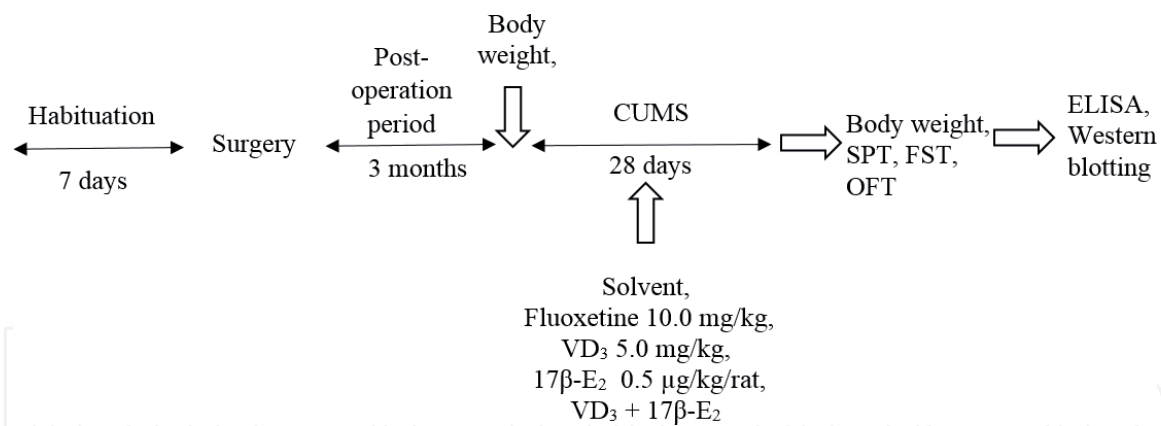 Habituation
7 days
Surgery
Post-
operation
period
3 months
Body
weight,
CUMS
28 days
Solvent,
Fluoxetine 10.0 mg/kg,
VD₃ 5.0 mg/kg,
17β-E₂ 0.5 µg/kg/rat,
VD₃ + 17β-E₂
Body weight,
SPT, FST,
OFT
ELISA,
Western
blotting